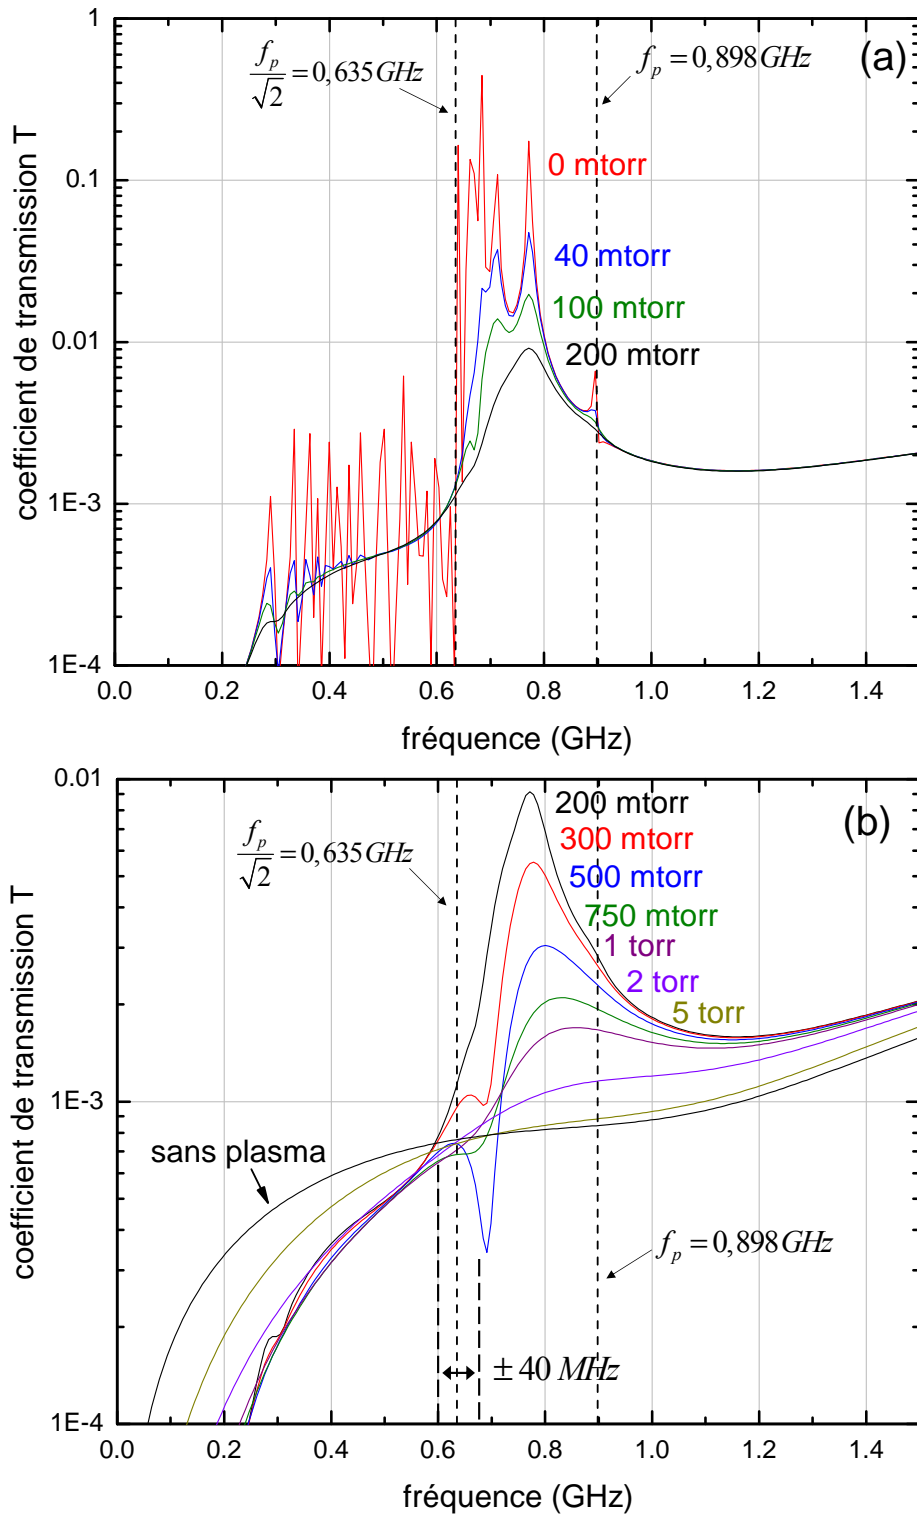 (a)
f_p/√2 = 0,635 GHz
f_p = 0,898 GHz
1
0.1
0.01
1E-3
1E-4
coefficient de transmission T
0 mtorr
40 mtorr
100 mtorr
200 mtorr
0.0 0.2 0.4 0.6 0.8 1.0 1.2 1.4
fréquence (GHz)
(b)
0.01
1E-3
1E-4
coefficient de transmission T
f_p/√2 = 0,635 GHz
200 mtorr
300 mtorr
500 mtorr
750 mtorr
1 torr
2 torr
5 torr
sans plasma
f_p = 0,898 GHz
± 40 MHz
0.0 0.2 0.4 0.6 0.8 1.0 1.2 1.4
fréquence (GHz)